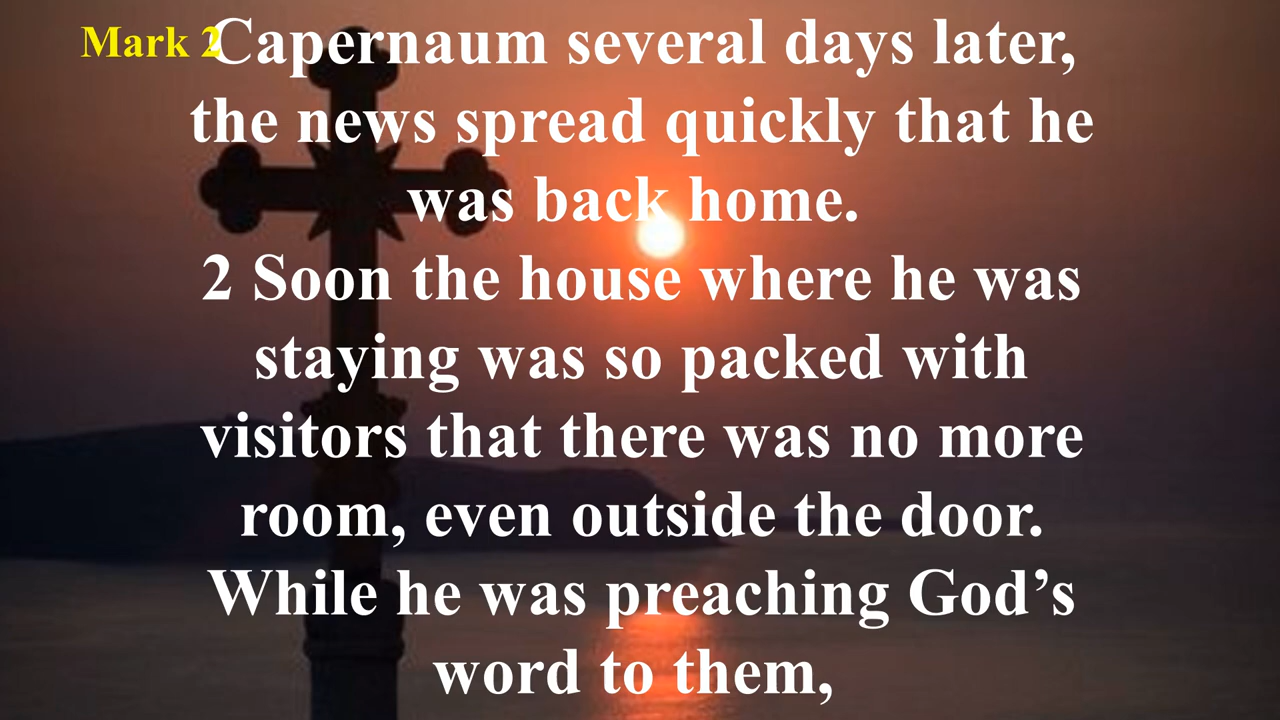 Mark 2
Capernaum several days later,
the news spread quickly that he
was back home.
2 Soon the house where he was
staying was so packed with
visitors that there was no more
room, even outside the door.
While he was preaching God’s
word to them,